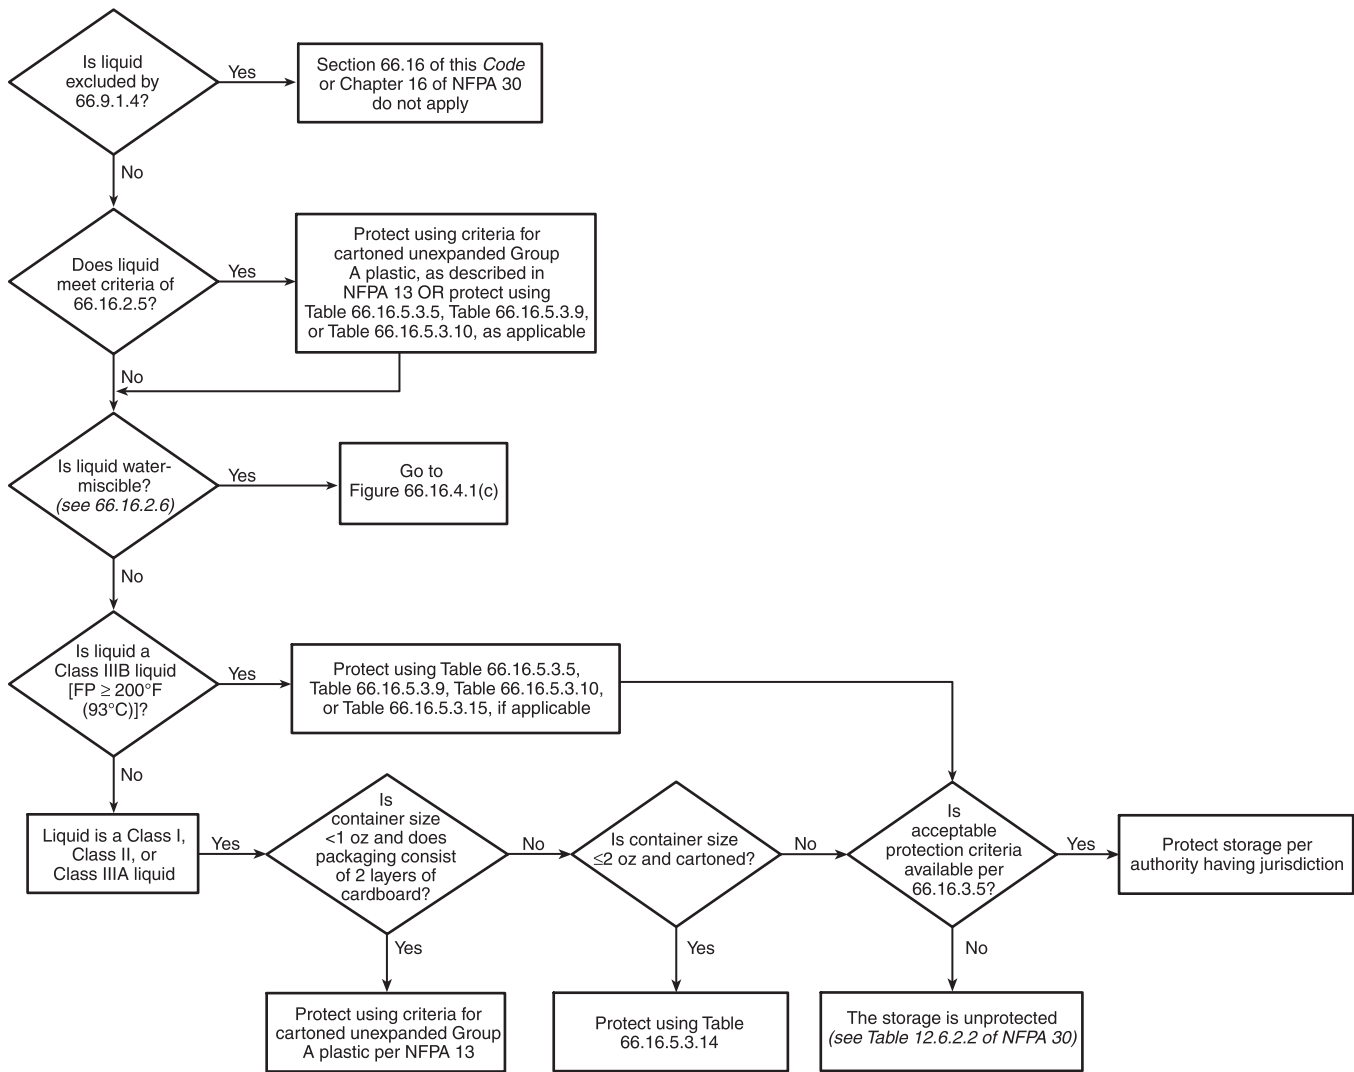 Is liquid
excluded by
66.9.1.4?
Yes
Section 66.16 of this Code
or Chapter 16 of NFPA 30
do not apply
No
Does liquid
meet criteria of
66.16.2.5?
Yes
Protect using criteria for
cartoned unexpanded Group
A plastic, as described in
NFPA 13 OR protect using
Table 66.16.5.3.5, Table 66.16.5.3.9,
or Table 66.16.5.3.10, as applicable
No
Is liquid water-
miscible?
(see 66.16.2.6)
Yes
Go to
Figure 66.16.4.1(c)
No
Is liquid a
Class IIIB liquid
[FP ≥ 200°F
(93°C)]?
Yes
Protect using Table 66.16.5.3.5,
Table 66.16.5.3.9, Table 66.16.5.3.10,
or Table 66.16.5.3.15, if applicable
No
Liquid is a Class I,
Class II, or
Class IIIA liquid
Yes
Is
container size
<1 oz and does
packaging consist
of 2 layers of
cardboard?
No
Is container size
≤2 oz and cartoned?
No
Is
acceptable
protection criteria
available per
66.16.3.5?
Yes
Protect storage per
authority having jurisdiction
Yes
Yes
No
Protect using criteria for
cartoned unexpanded Group
A plastic per NFPA 13
Protect using Table
66.16.5.3.14
The storage is unprotected
(see Table 12.6.2.2 of NFPA 30)